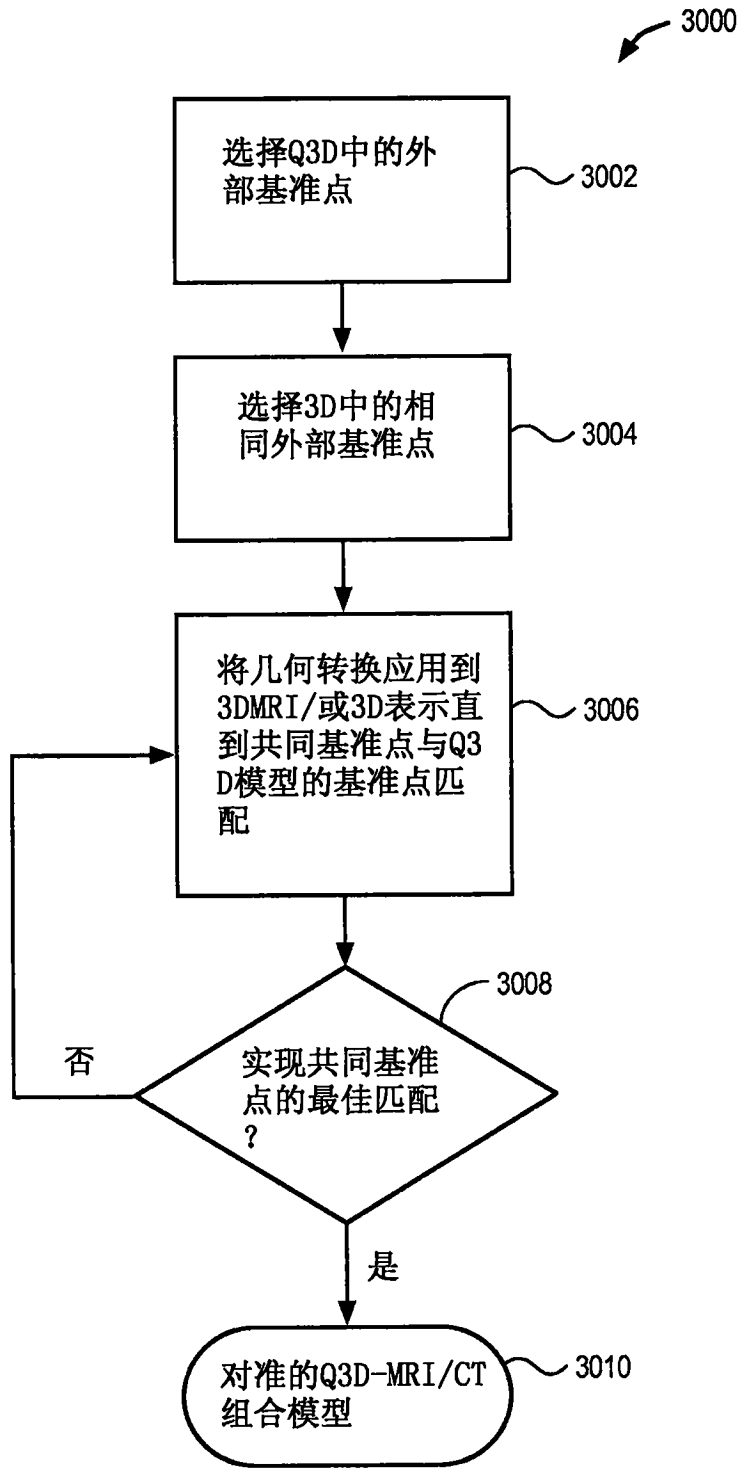 3000
选择Q3D中的外
部基准点
3002
选择3D中的相
同外部基准点
3004
将几何转换应用到
3DMRI/或3D表示直
到共同基准点与Q3
D模型的基准点匹
配
3006
3008
实现共同基准
点的最佳匹配
？
否
是
对准的Q3D-MRI/CT
组合模型
3010